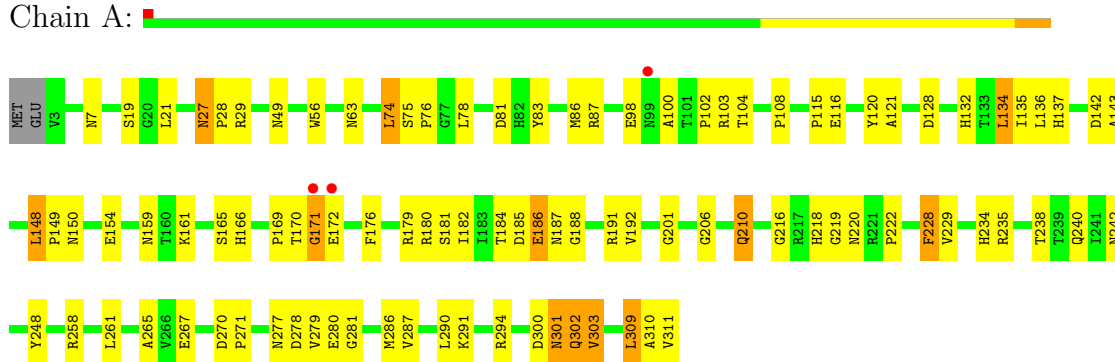 Chain A:
MET GLU V3 N7 S19 G20 L21 N27 P28 R29 N49 W56 N63 L74 S75 P76 G77 L78 D81 H82 Y83 M86 R87 E98 N99 A100 T101 P102 R103 T104 P108 P115 E116 Y120 A121 D128 H132 T133 L134 I135 L136 H137 D142 A143
L148 P149 N150 E154 N159 T160 K161 S165 H166 P169 T170 G171 E172 F176 R179 R180 S181 I182 I183 T184 D185 E186 N187 G188 R191 V192 G201 G206 Q210 G216 R217 H218 G219 N220 R221 P222 F228 V229 H234 R235 T238 T239 Q240 I241 N242
Y248 R258 L261 A265 V266 E267 D270 P271 N277 D278 V279 E280 G281 M286 V287 L290 K291 R294 D300 N301 Q302 V303 L309 A310 V311